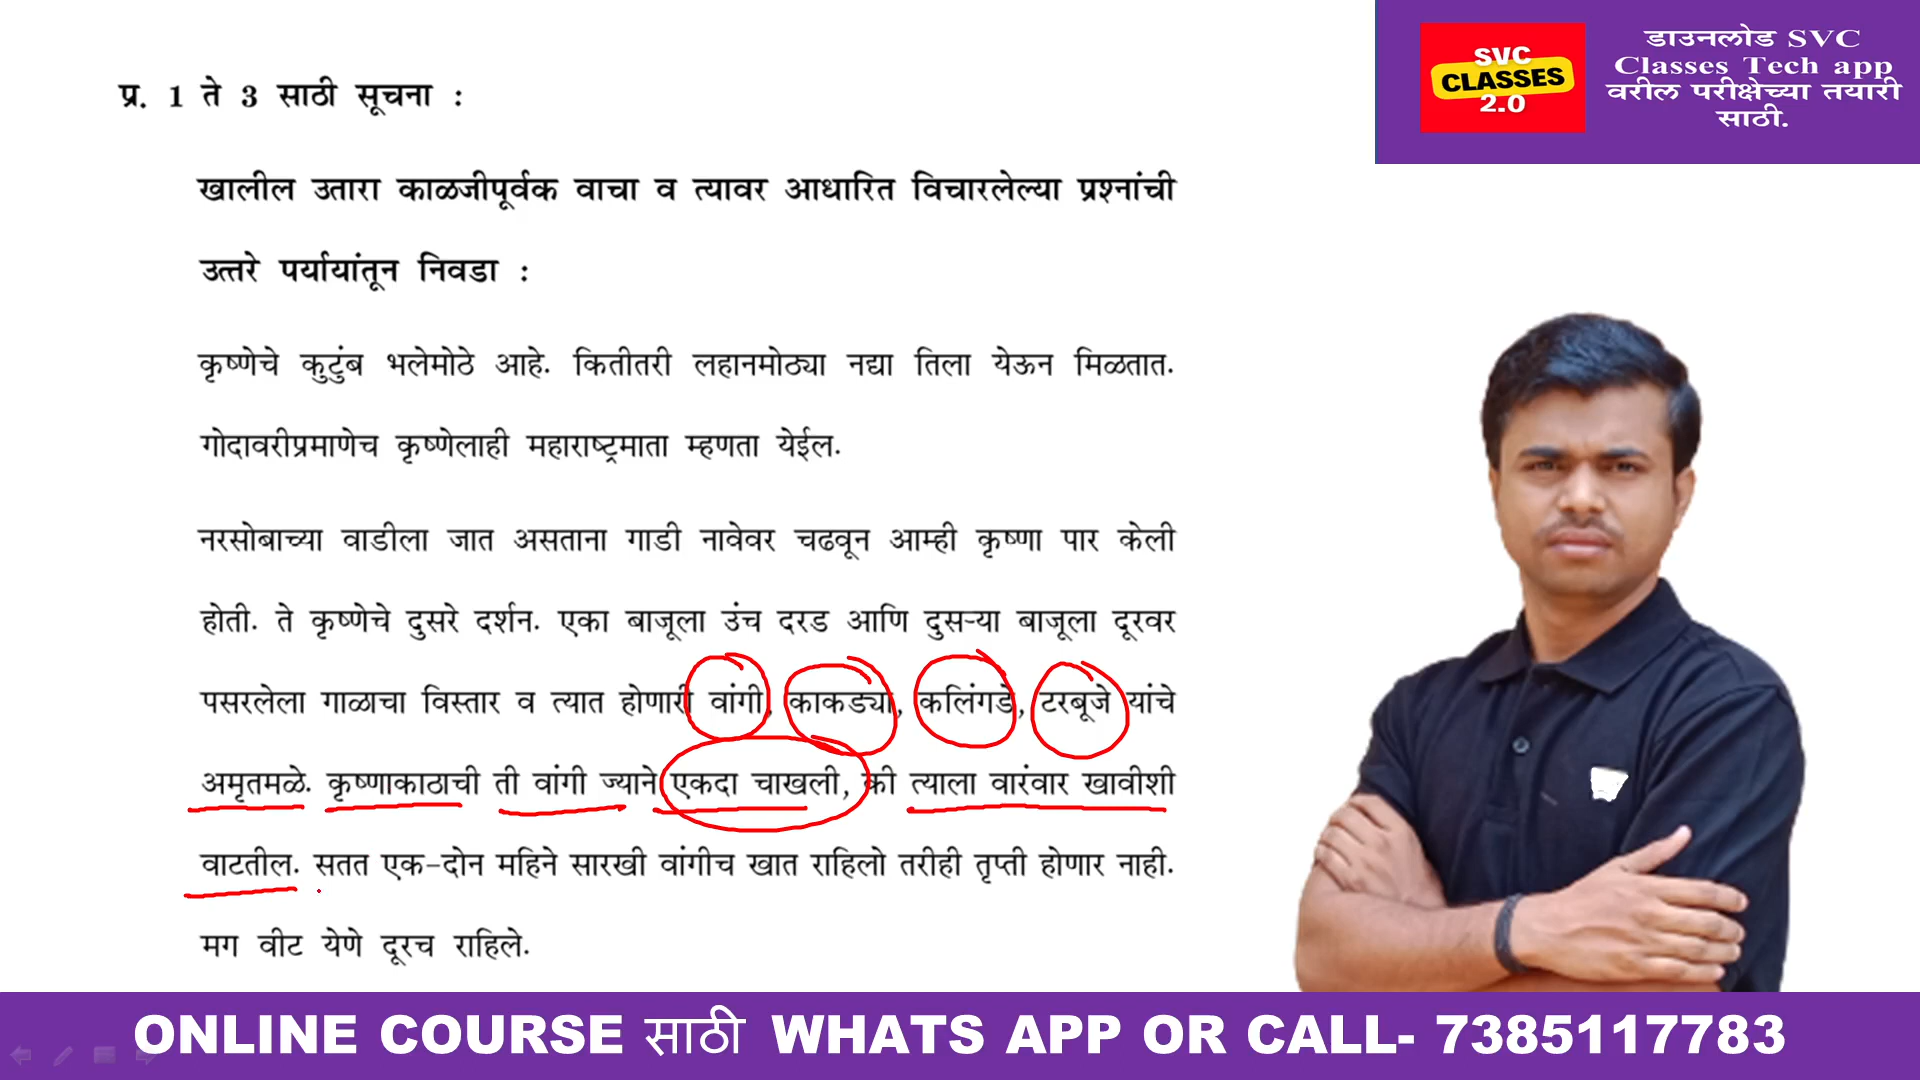 SVC
CLASSES
2.0
डाउनलोड SVC
Classes Tech app
वरील परीक्षेच्या तयारी
साठी.
प्र. 1 ते 3 साठी सूचना :
खालील उतारा काळजीपूर्वक वाचा व त्यावर आधारित विचारलेल्या प्रश्नांची
उत्तरे पर्यायांतून निवडा :
कृष्णेचे कुटुंब भलेमोठे आहे. कितीतरी लहानमोठ्या नद्या तिला येऊन मिळतात.
गोदावरीप्रमाणेच कृष्णेलाही महाराष्ट्रमाता म्हणता येईल.
नरसोबाच्या वाडीला जात असताना गाडी नावेवर चढवून आम्ही कृष्णा पार केली
होती. ते कृष्णेचे दुसरे दर्शन. एका बाजूला उंच दरड आणि दुसऱ्या बाजूला दूरवर
पसरलेला गाळाचा विस्तार व त्यात होणारी वांगी, काकड्या, कलिंगडे, टरबूजे यांचे
अमृतमळे. कृष्णाकाठाची ती वांगी ज्याने एकदा चाखली, की त्याला वारंवार खावीशी
वाटतील. सतत एक-दोन महिने सारखी वांगीच खात राहिलो तरीही तृप्ती होणार नाही.
मग वीट येणे दूरच राहिले.
ONLINE COURSE साठी WHATS APP OR CALL- 7385117783